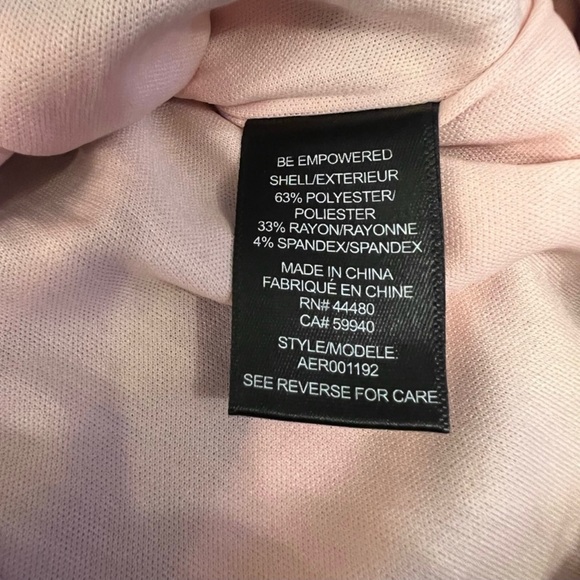 BE EMPOWERED
SHELL/EXTERIEUR
63% POLYESTER/
POLIESTER
33% RAYON/RAYONNE
4% SPANDEX/SPANDEX
MADE IN CHINA
FABRIQUÉ EN CHINE
RN# 44480
CA# 59940
STYLE/MODELE:
AER001192
SEE REVERSE FOR CARE